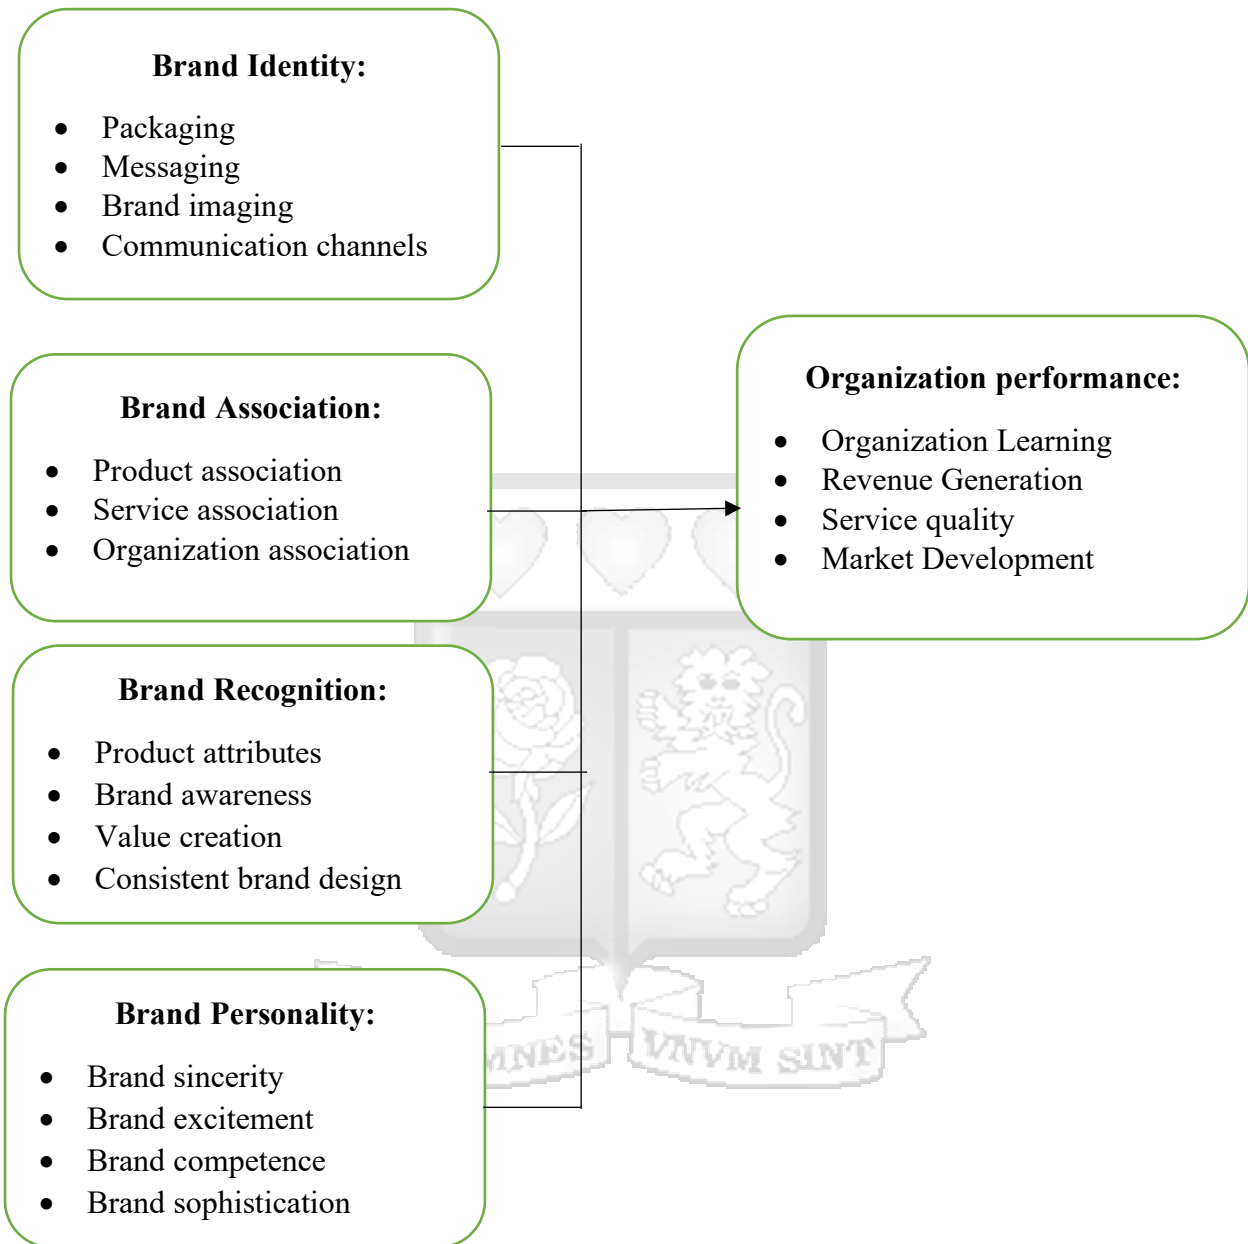 Brand Identity:
• Packaging
• Messaging
• Brand imaging
• Communication channels
Brand Association:
• Product association
• Service association
• Organization association
Organization performance:
• Organization Learning
• Revenue Generation
• Service quality
• Market Development
Brand Recognition:
• Product attributes
• Brand awareness
• Value creation
• Consistent brand design
Brand Personality:
• Brand sincerity
• Brand excitement
• Brand competence
• Brand sophistication
VNVM SINT